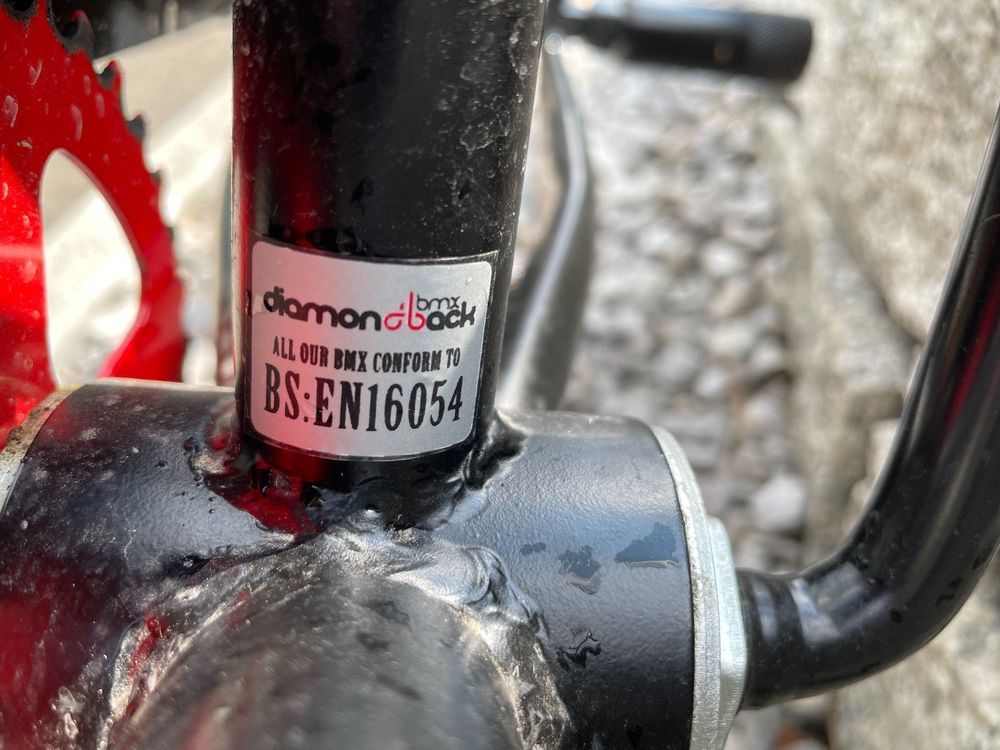 diamondback bmx
ALL OUR BMX CONFORM TO
BS:EN16054